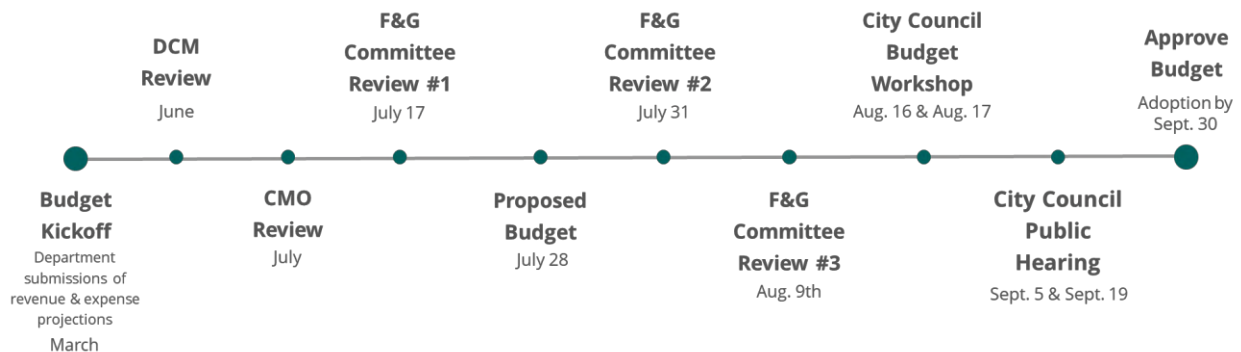 Budget
Kickoff
Department
submissions of
revenue & expense
projections
March
DCM
Review
June
CMO
Review
July
F&G
Committee
Review #1
July 17
Proposed
Budget
July 28
F&G
Committee
Review #2
July 31
F&G
Committee
Review #3
Aug. 9th
City Council
Budget
Workshop
Aug. 16 & Aug. 17
City Council
Public
Hearing
Sept. 5 & Sept. 19
Approve
Budget
Adoption by
Sept. 30